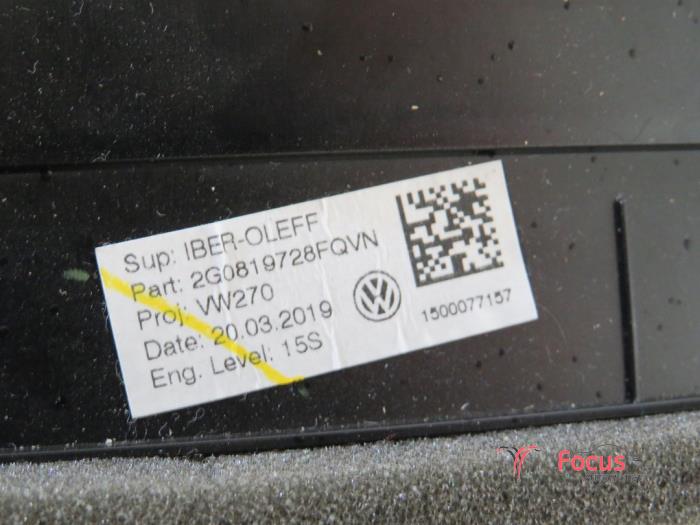 Sup: IBER-OLEFF
Part: 2G0819728FQVN
Proj: VW270
Date: 20.03.2019
Eng. Level: 15S
1500077157
Focus